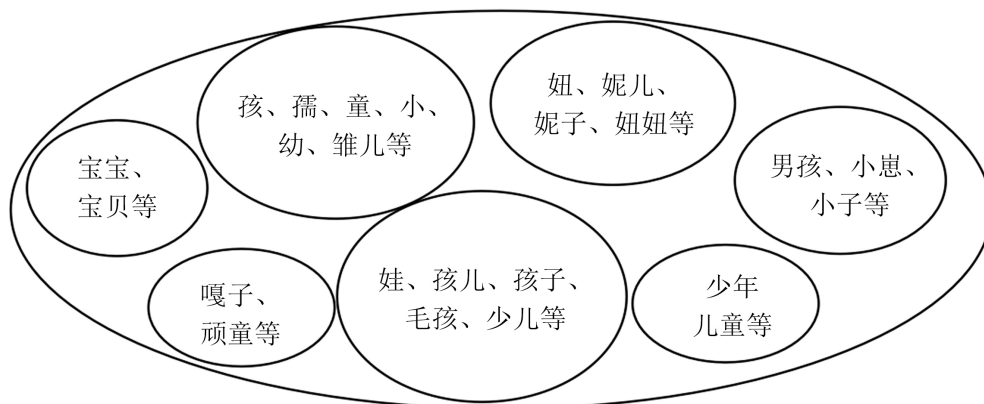 孩、孺、童、小、
幼、雏儿等
妞、妮儿、
妮子、妞妞等
宝宝、
宝贝等
男孩、小崽、
小子等
嘎子、
顽童等
娃、孩儿、孩子、
毛孩、少儿等
少年
儿童等